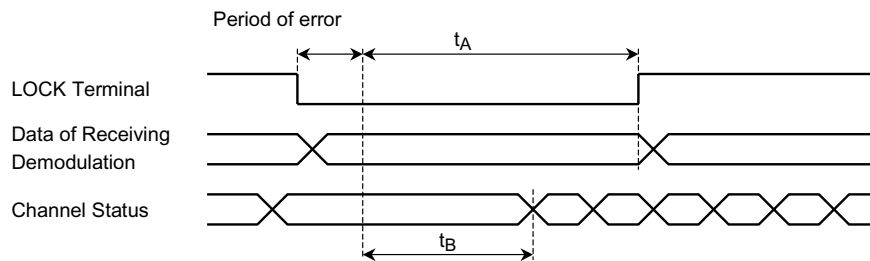 Period of error
tA
LOCK Terminal
Data of Receiving
Demodulation
Channel Status
tB